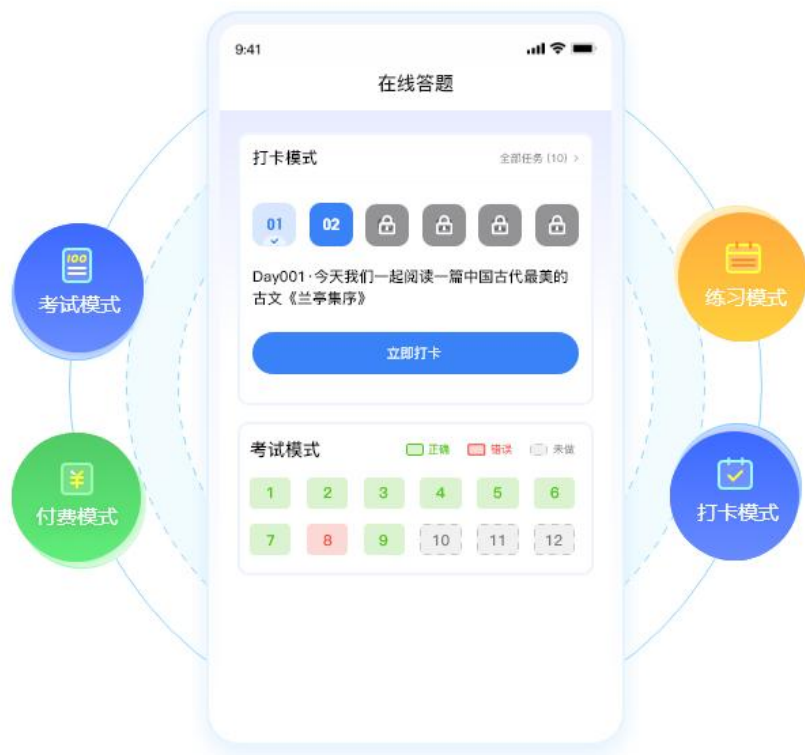 9:41
在线答题
打卡模式
全部任务 (10) >
01
02
Day001·今天我们一起阅读一篇中国古代最美的
古文《兰亭集序》
立即打卡
考试模式
正确
错误
未做
1 2 3 4 5 6
7 8 9 10 11 12
100
考试模式
¥
付费模式
练习模式
打卡模式